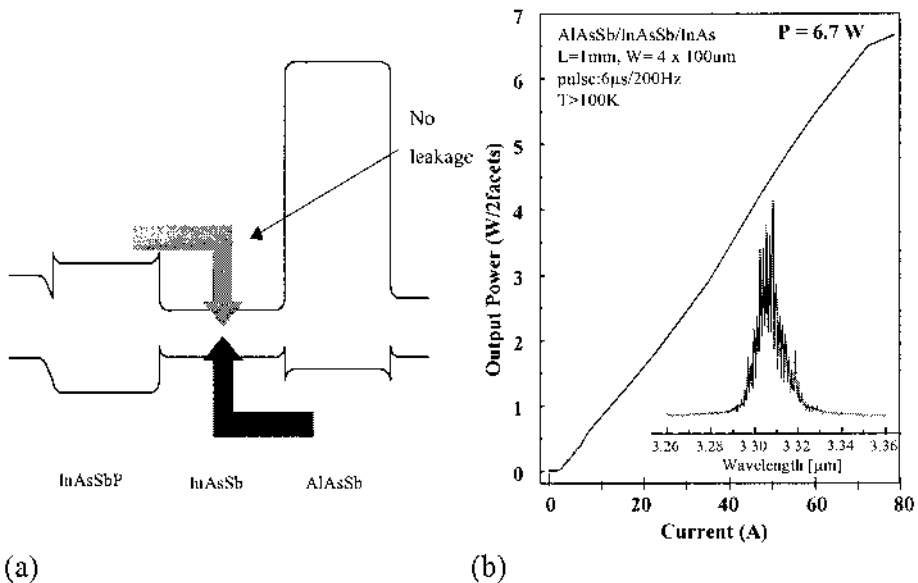 No
leakage
InAsSbP
InAsSb
AlAsSb
(a)
7
6
5
4
3
2
1
0
Output Power (W/2facets)
AlAsSb/InAsSb/InAs
L=1mm, W= 4 x 100um
pulse:6μs/200Hz
T>100K
P = 6.7 W
3.26
3.28
3.30
3.32
3.34
3.36
Wavelength [μm]
0
20
40
60
80
Current (A)
(b)